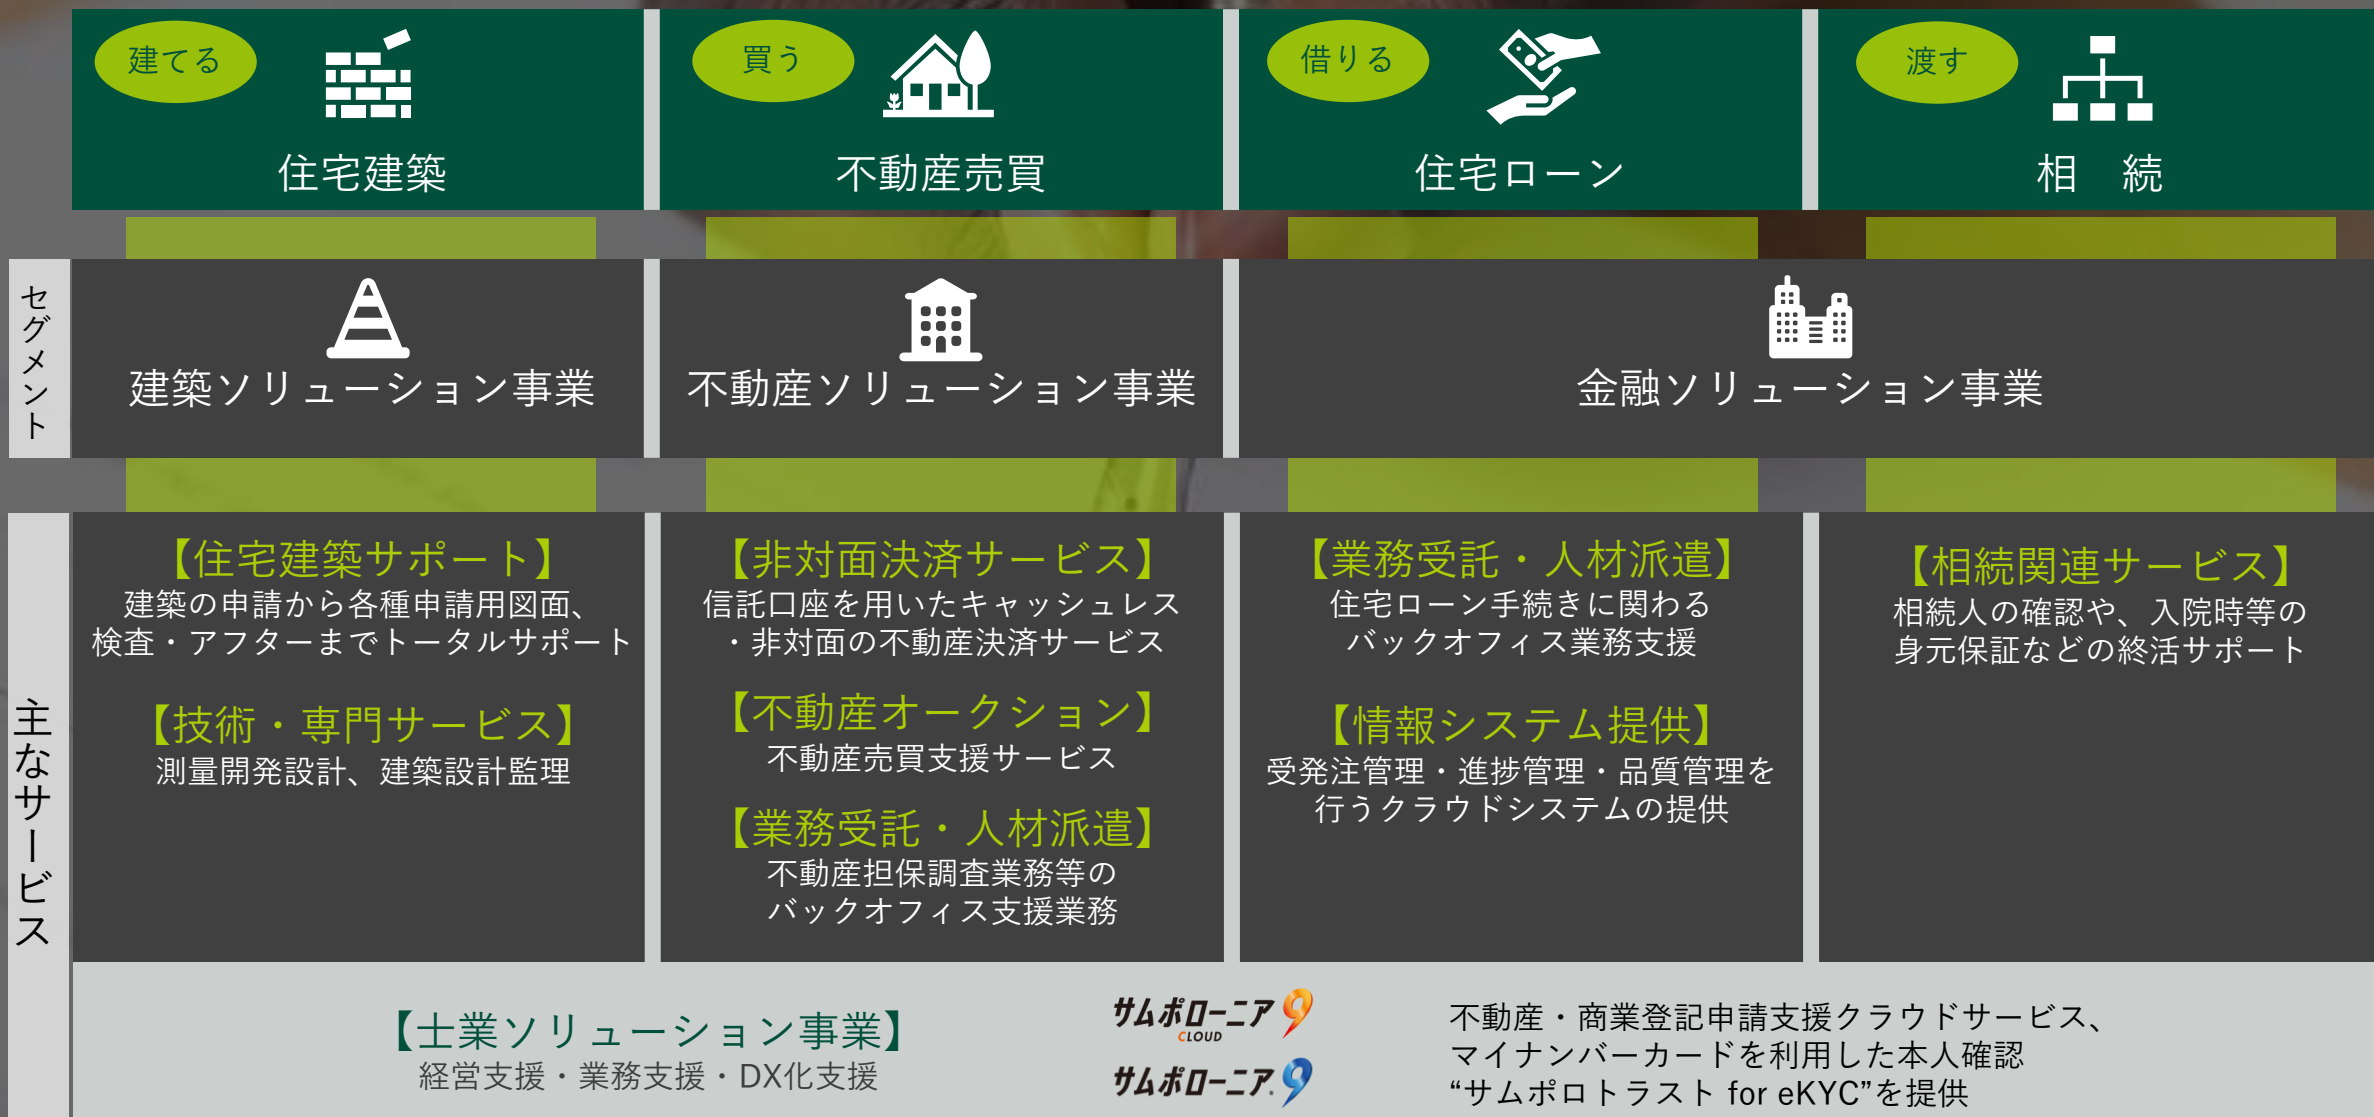 建てる
住宅建築
買う
不動産売買
借りる
住宅ローン
渡す
相　続
セグメント
建築ソリューション事業
不動産ソリューション事業
金融ソリューション事業
主なサービス
【住宅建築サポート】
建築の申請から各種申請用図面、
検査・アフターまでトータルサポート
【技術・専門サービス】
測量開発設計、建築設計監理
【非対面決済サービス】
信託口座を用いたキャッシュレス
・非対面の不動産決済サービス
【不動産オークション】
不動産売買支援サービス
【業務受託・人材派遣】
不動産担保調査業務等の
バックオフィス支援業務
【業務受託・人材派遣】
住宅ローン手続きに関わる
バックオフィス業務支援
【情報システム提供】
受発注管理・進捗管理・品質管理を
行うクラウドシステムの提供
【相続関連サービス】
相続人の確認や、入院時等の
身元保証などの終活サポート
【士業ソリューション事業】
経営支援・業務支援・DX化支援
サムポローニア9
CLOUD
サムポローニア®9
不動産・商業登記申請支援クラウドサービス、
マイナンバーカードを利用した本人確認
“サムポロトラスト for eKYC”を提供